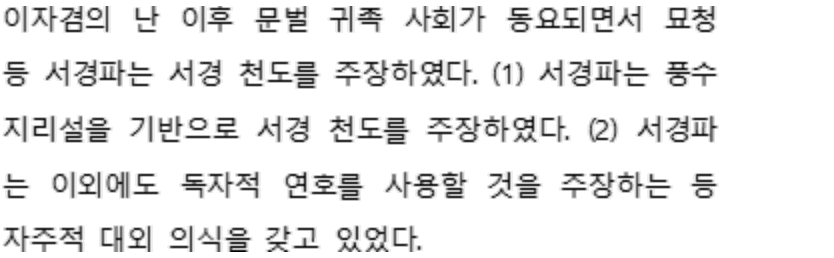 이자겸의 난 이후 문벌 귀족 사회가 동요되면서 묘청
등 서경파는 서경 천도를 주장하였다. (1) 서경파는 풍수
지리설을 기반으로 서경 천도를 주장하였다. (2) 서경파
는 이외에도 독자적 연호를 사용할 것을 주장하는 등
자주적 대외 의식을 갖고 있었다.